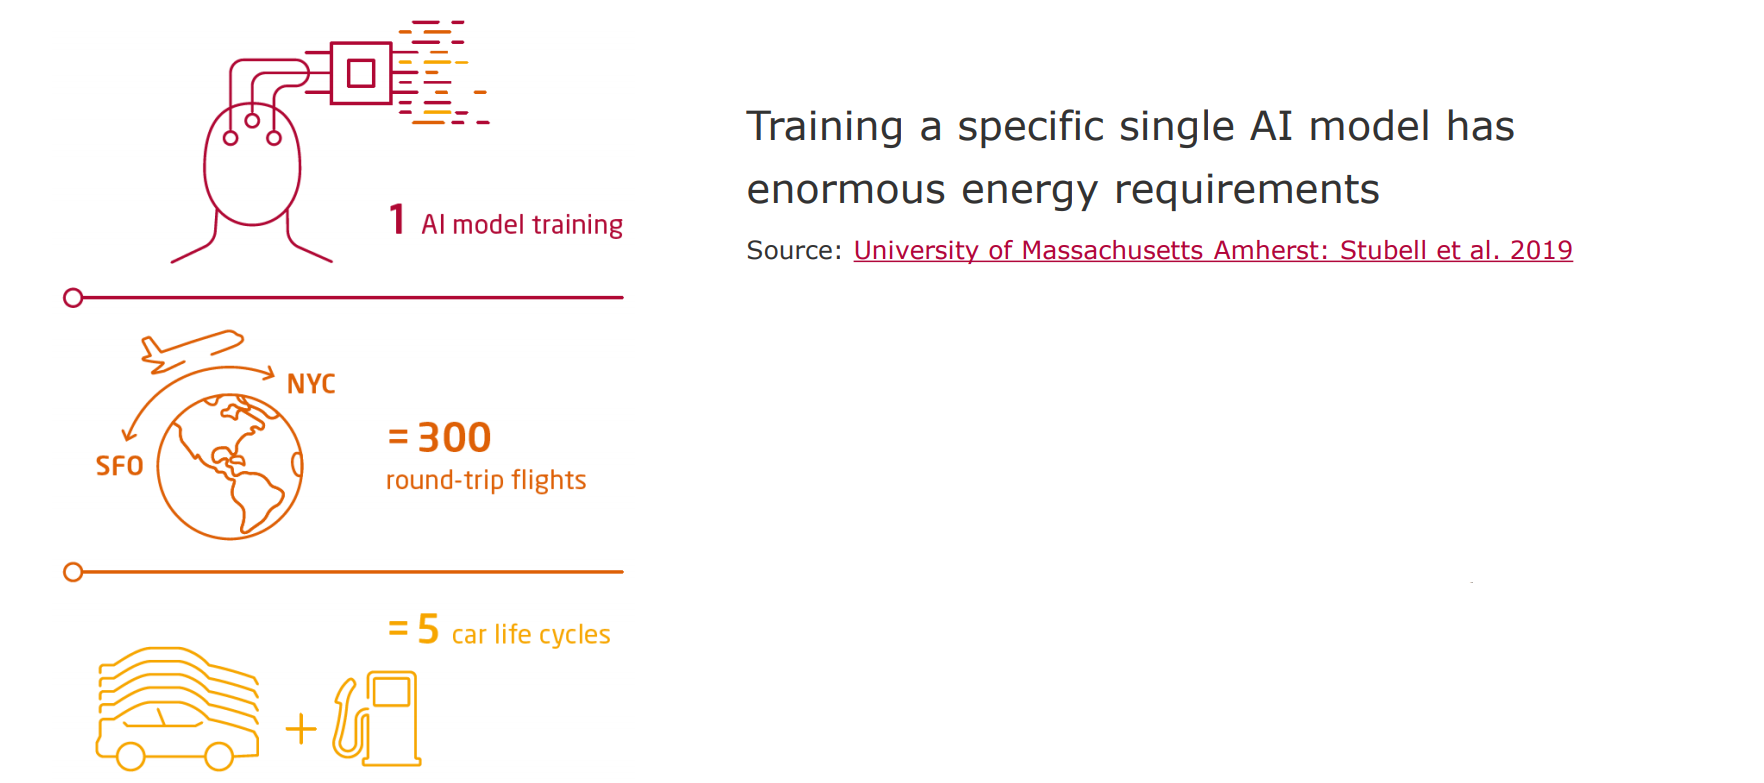 1 AI model training
NYC
SFO
= 300
round-trip flights
= 5 car life cycles
Training a specific single AI model has
enormous energy requirements
Source: University of Massachusetts Amherst: Stubell et al. 2019